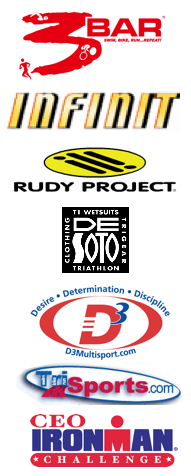 3BAR®
SWIM, BIKE, RUN...REPEAT!
INFINIT
RUDY PROJECT
T1 WETSUITS
CLOTHING
DE SOTO
TRIGEAR
TRIATHLON
Desire • Determination • Discipline
D3
D3Multisport.com
TriSports.com
CEO
IRONMAN®
CHALLENGE